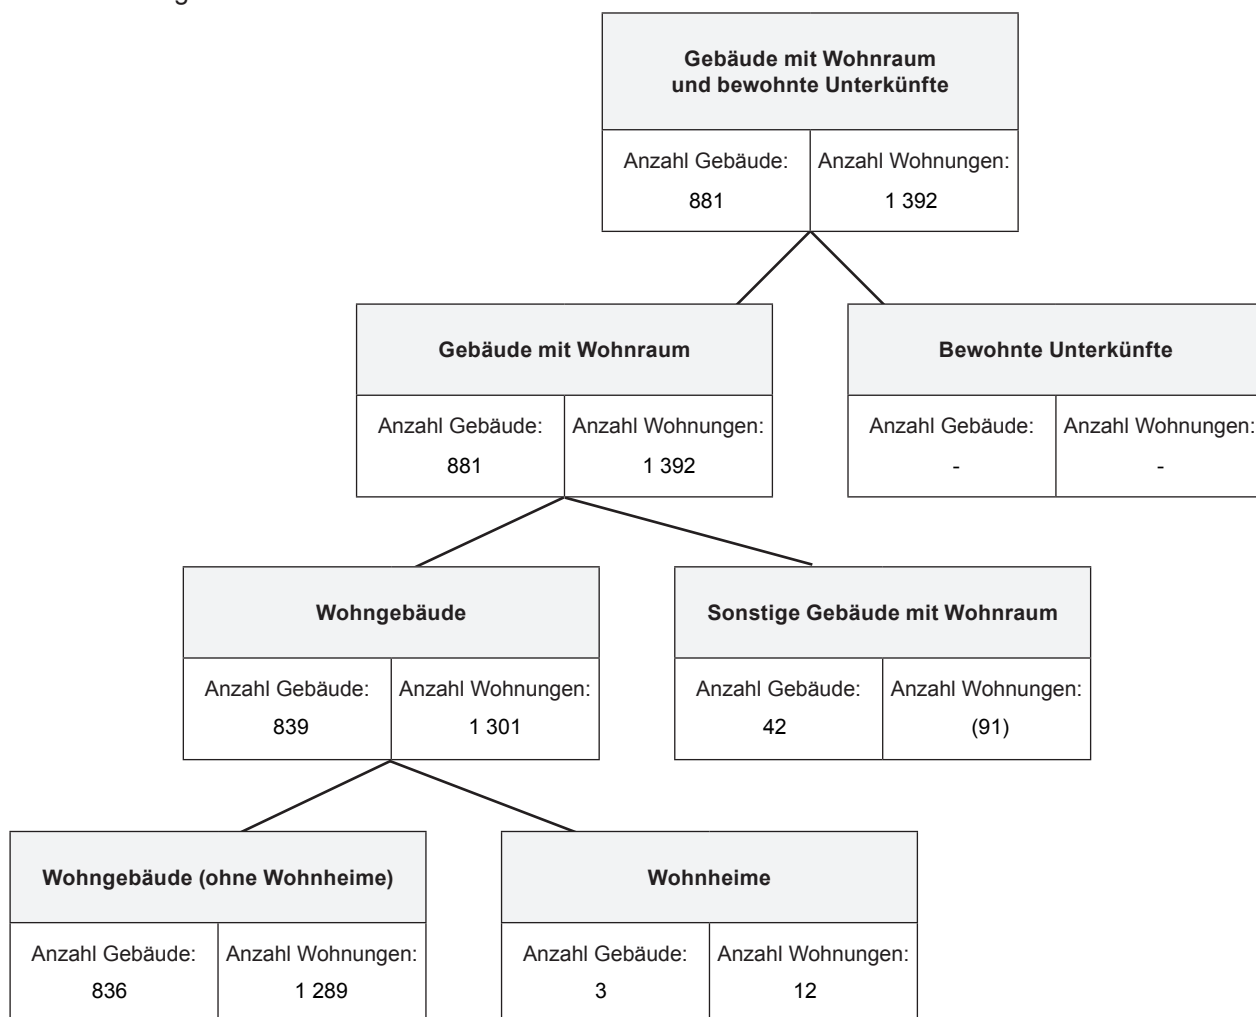 Gebäude mit Wohnraum
und bewohnte Unterkünfte
Anzahl Gebäude: Anzahl Wohnungen:
881 1 392
Gebäude mit Wohnraum
Anzahl Gebäude: Anzahl Wohnungen:
881 1 392
Bewohnte Unterkünfte
Anzahl Gebäude: Anzahl Wohnungen:
- -
Wohngebäude
Anzahl Gebäude: Anzahl Wohnungen:
839 1 301
Sonstige Gebäude mit Wohnraum
Anzahl Gebäude: Anzahl Wohnungen:
42 (91)
Wohngebäude (ohne Wohnheime)
Anzahl Gebäude: Anzahl Wohnungen:
836 1 289
Wohnheime
Anzahl Gebäude: Anzahl Wohnungen:
3 12